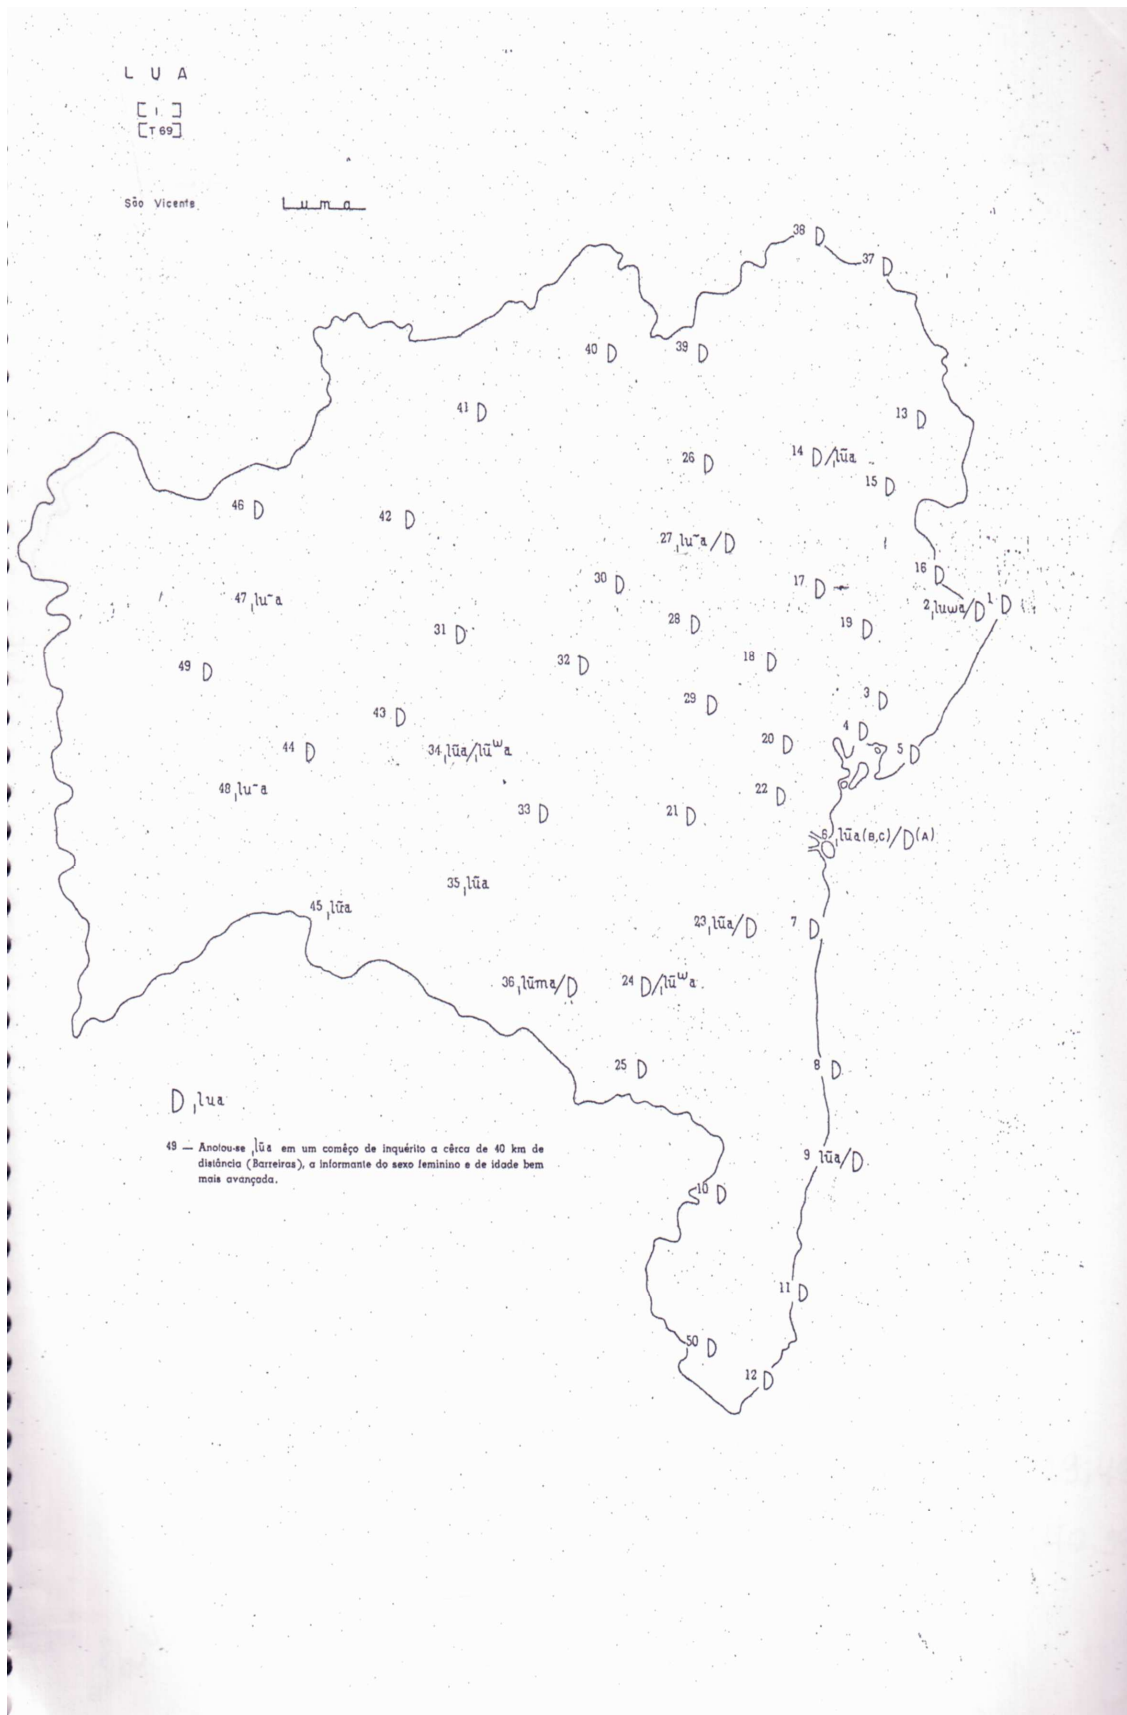 L U A
[ 1 ]
[T 69]
São Vicente Luma
38 D
37 D
40 D
39 D
41 D
13 D
26 D
14 D/ˌlũa
15 D
46 D
42 D
27 ˌlu~a/D
30 D
17 D
16 D
47 ˌlu~a
2 ˌluωa/D
1 D
31 D
28 D
19 D
32 D
18 D
49 D
29 D
3 D
43 D
44 D
34 ˌlũa/ˌlũᵚa
20 D
4 D
5 D
48 ˌlu~a
33 D
21 D
22 D
6 ˌlũa(B,C)/D(A)
35 ˌlũa
45 ˌlũa
23 ˌlũa/D
7 D
36 ˌlũma/D
24 D/ˌlũᵚa
25 D
8 D
D ˌlua
49 — Anotou-se ˌlũa em um comêço de inquérito a cêrca de 40 km de
distância (Barreiras), a informante do sexo feminino e de idade bem
mais avançada.
9 lũa/D
10 D
11 D
50 D
12 D